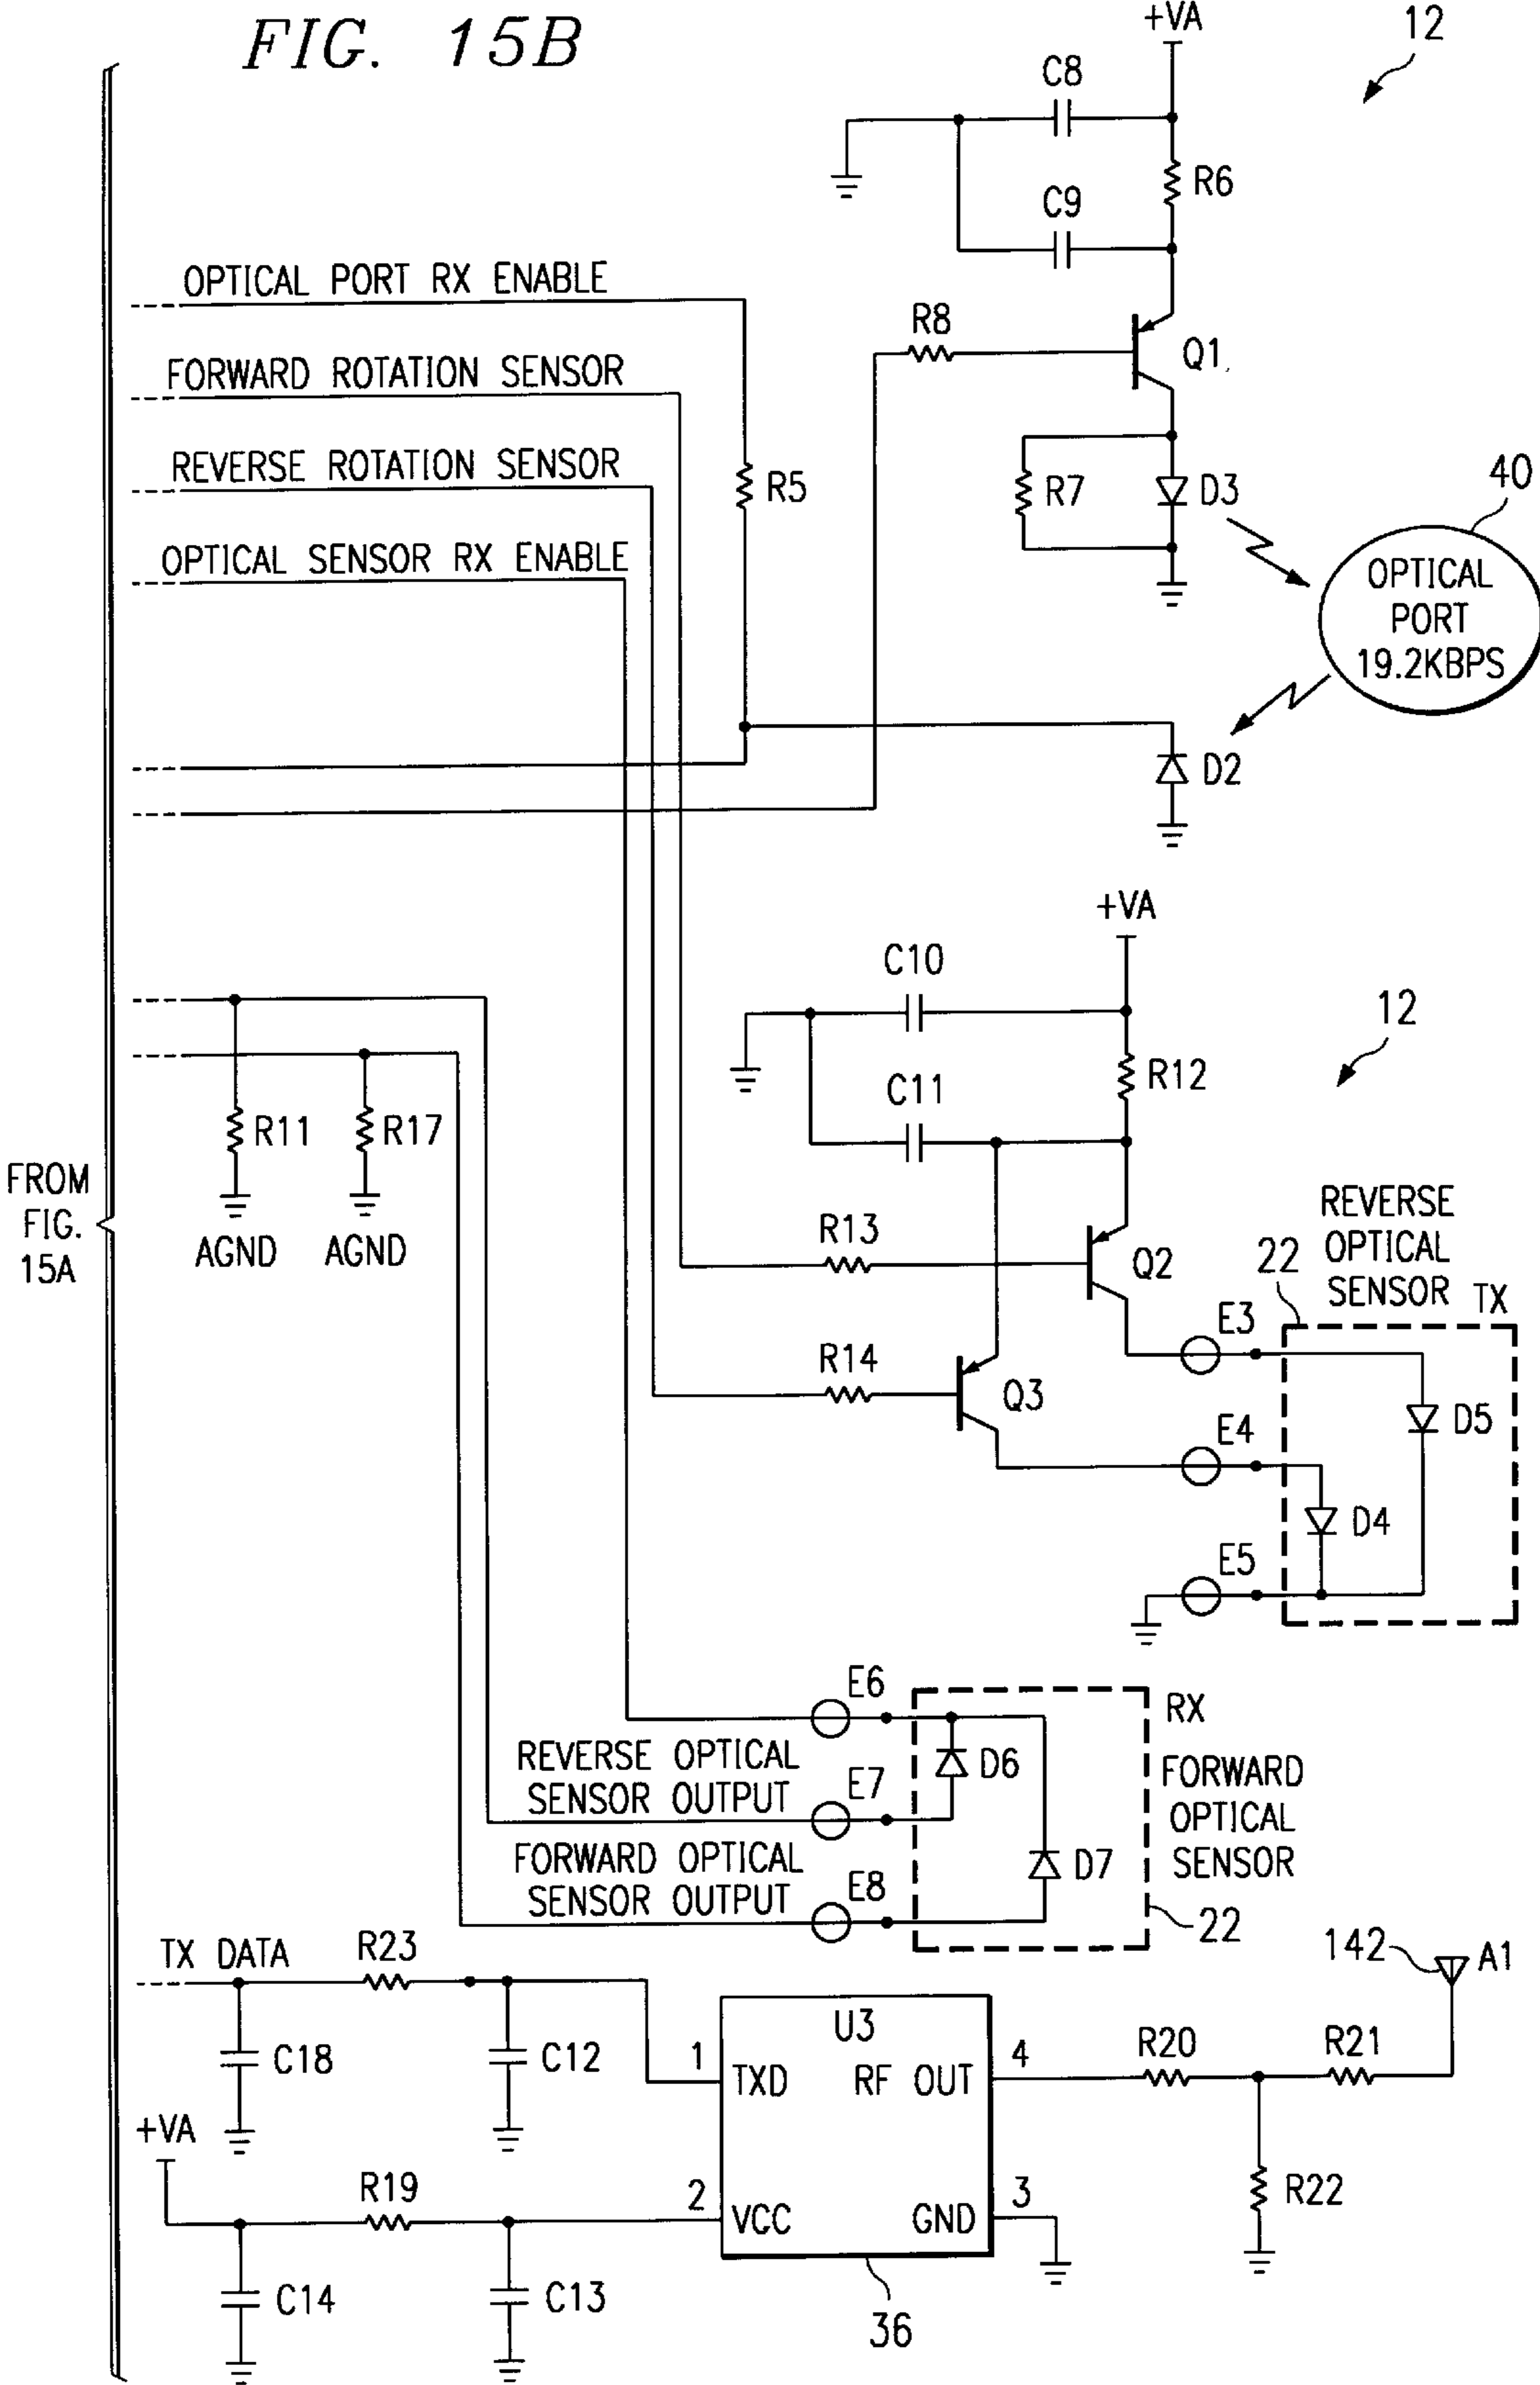 FIG. 15B
+VA
12
C8
R6
C9
OPTICAL PORT RX ENABLE
R8
Q1
FORWARD ROTATION SENSOR
REVERSE ROTATION SENSOR
R5
R7
D3
40
OPTICAL SENSOR RX ENABLE
OPTICAL
PORT
19.2KBPS
D2
+VA
C10
12
R12
C11
R11
R17
FROM
FIG.
15A
AGND
AGND
R13
Q2
REVERSE
OPTICAL
SENSOR
TX
22
E3
R14
Q3
D5
E4
D4
E5
E6
RX
REVERSE OPTICAL
SENSOR OUTPUT
E7
D6
FORWARD
OPTICAL
SENSOR
FORWARD OPTICAL
SENSOR OUTPUT
E8
D7
22
TX DATA
R23
142
A1
C18
C12
U3
1
TXD
RF OUT
4
R20
R21
+VA
R19
2
VCC
GND
3
R22
C14
C13
36